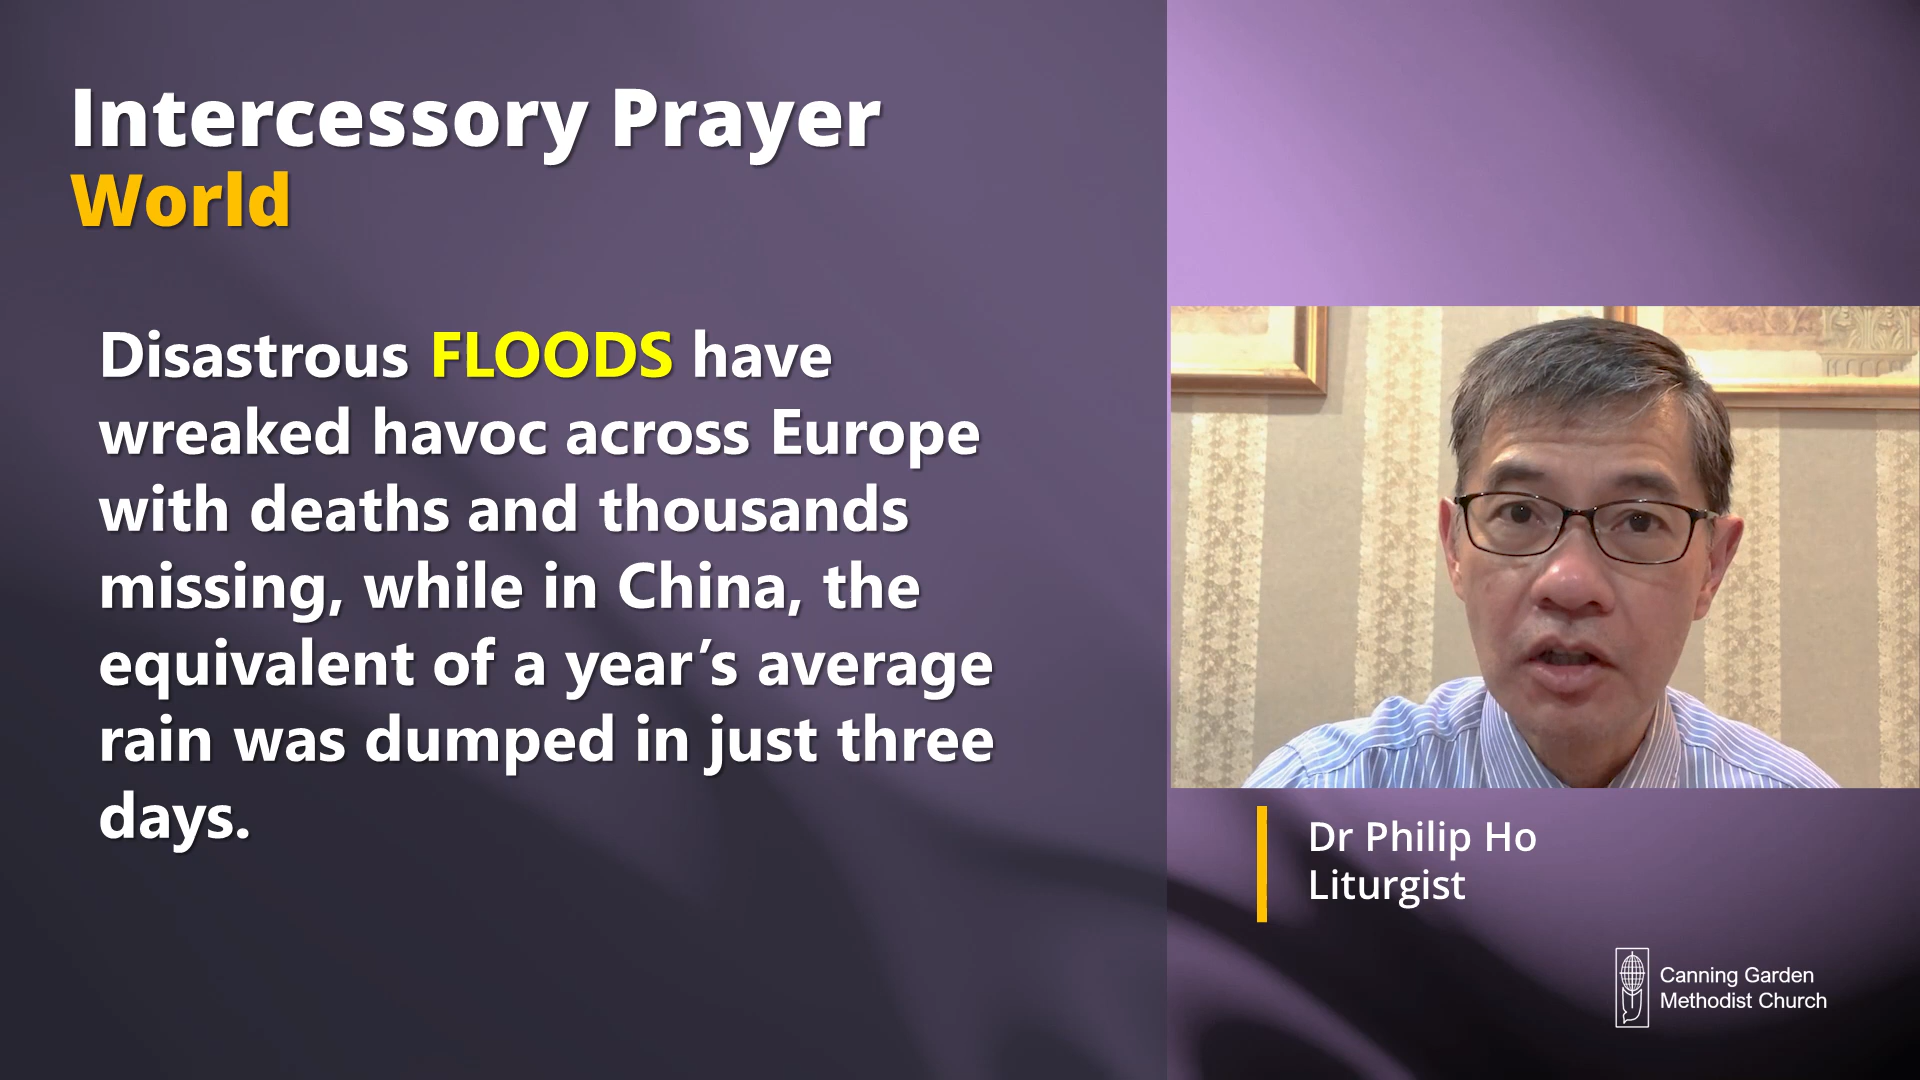 Intercessory Prayer
World
Disastrous FLOODS have
wreaked havoc across Europe
with deaths and thousands
missing, while in China, the
equivalent of a year’s average
rain was dumped in just three
days.
Dr Philip Ho
Liturgist
Canning Garden
Methodist Church